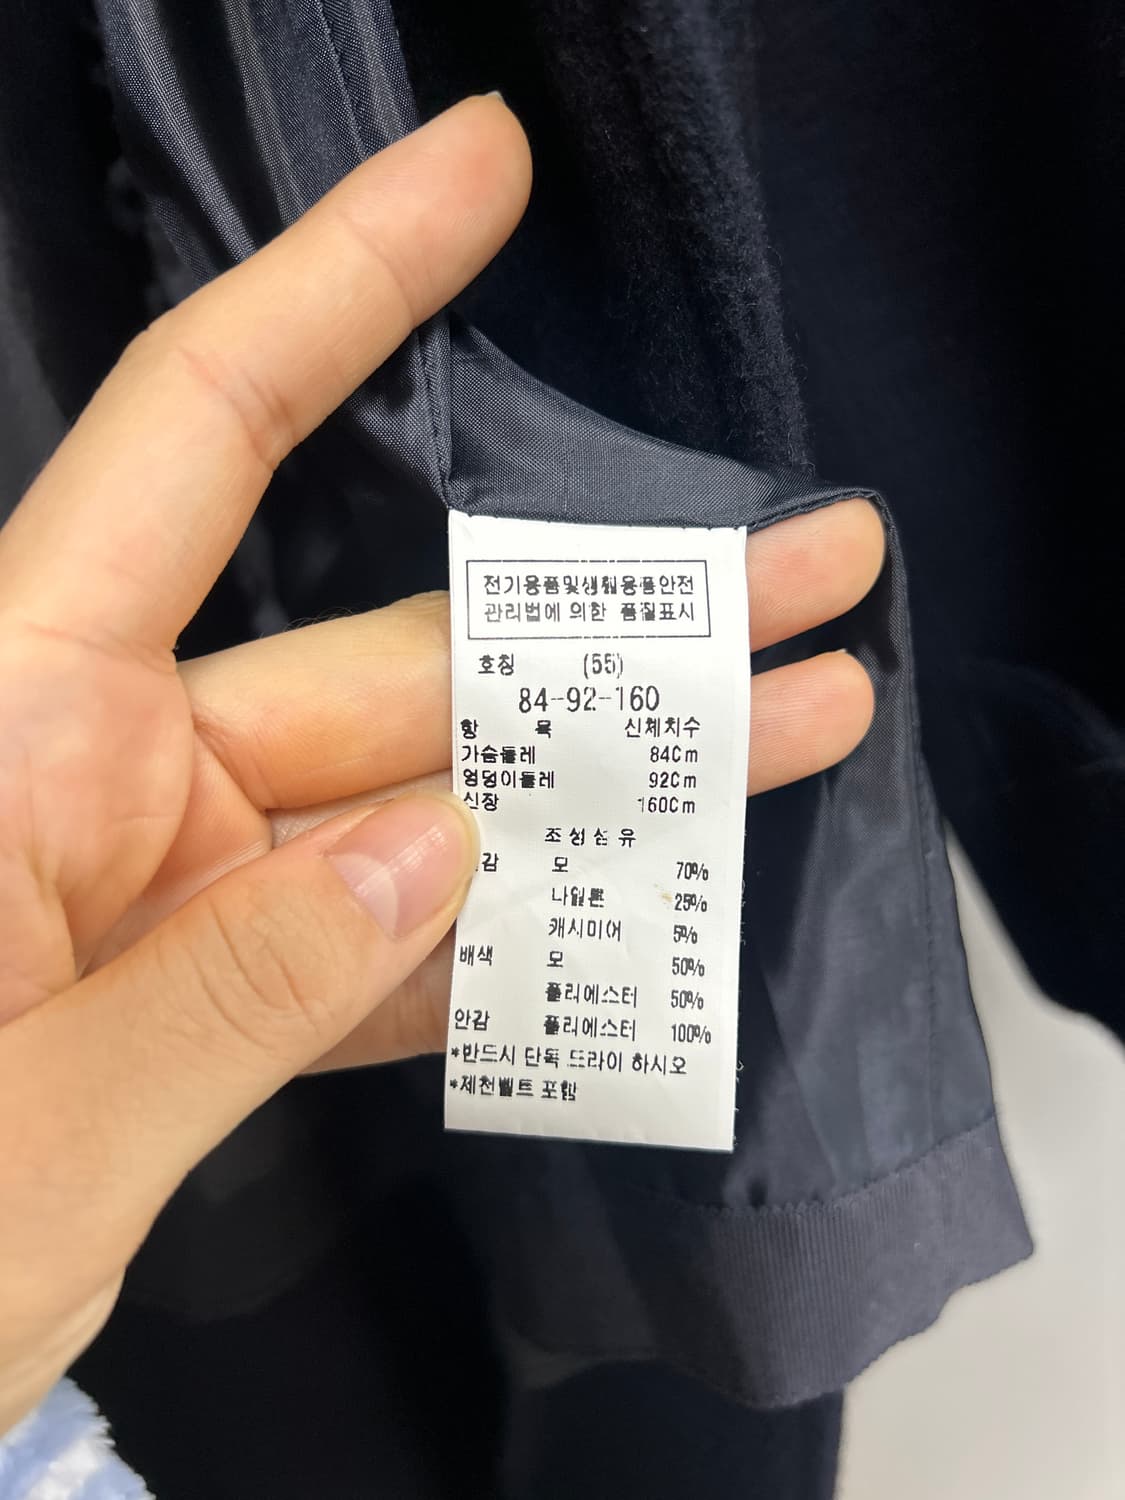 전기용품및생활용품안전
관리법에 의한 품질표시
호칭 (55)
84-92-160
항 목 신체치수
가슴둘레 84Cm
엉덩이둘레 92Cm
신장 160Cm
조성섬유
감 모 70%
나일론 25%
캐시미어 5%
배색 모 50%
폴리에스터 50%
안감 폴리에스터 100%
*반드시 단독 드라이 하시오
*제천벨트 포함